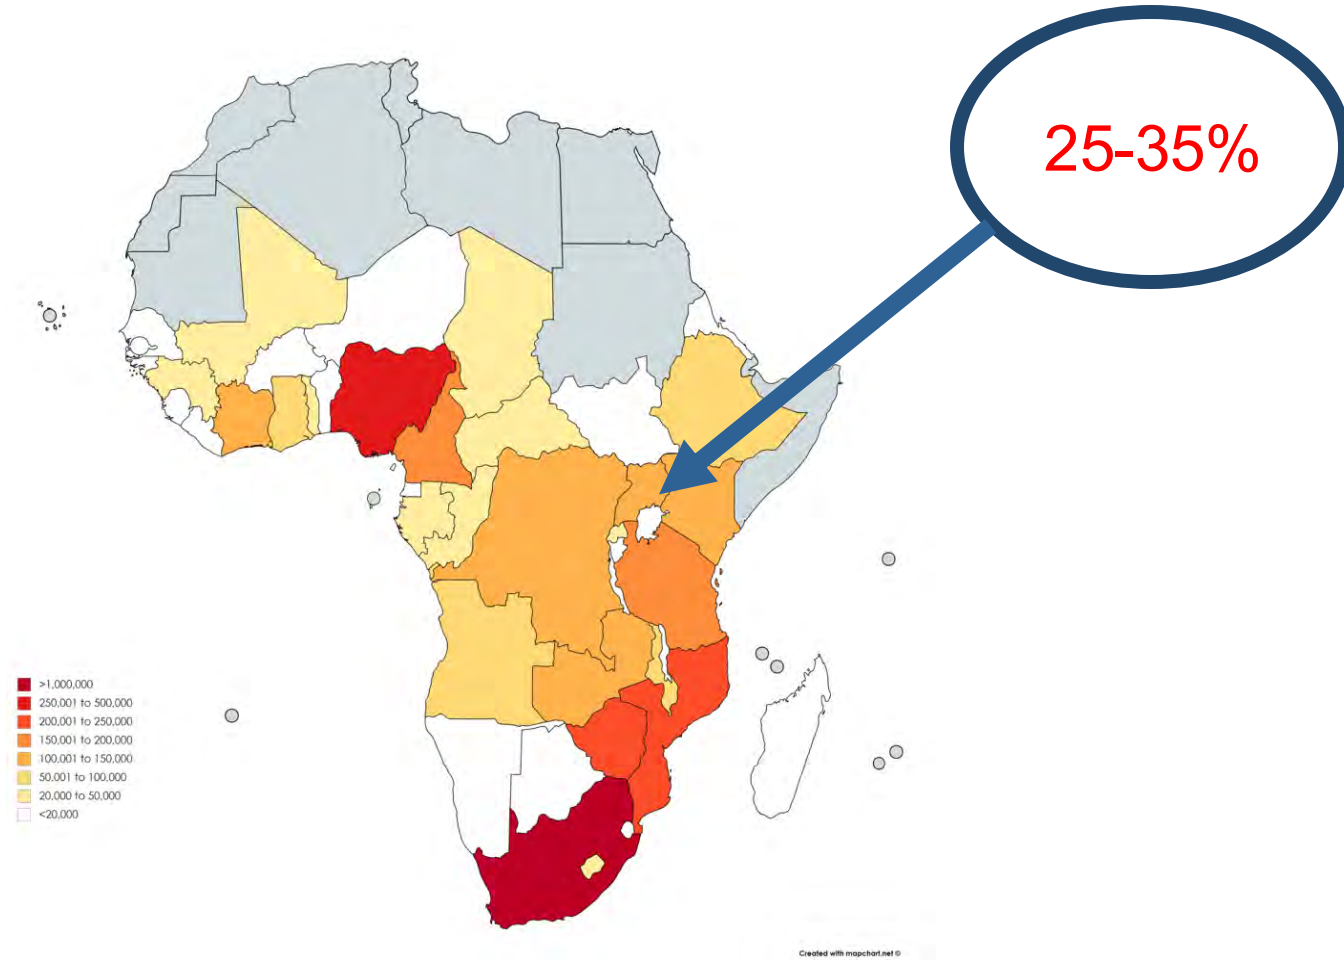 25-35%
>1,000,000
250,001 to 500,000
200,001 to 250,000
150,001 to 200,000
100,001 to 150,000
50,001 to 100,000
20,000 to 50,000
<20,000
Created with mapchart.net ©